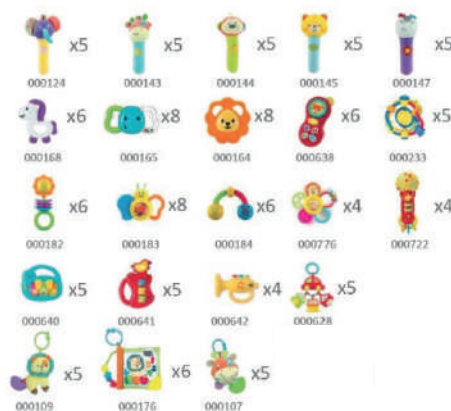 x5 x5 x5 x5 x5
000124 000143 000144 000145 000147
x6 x8 x8 x6 x5
000168 000165 000164 000638 000233
x6 x8 x6 x4 x4
000182 000183 000184 000776 000722
x5 x5 x4 x5
000640 000641 000642 000628
x5 x6 x5
000109 000176 000107